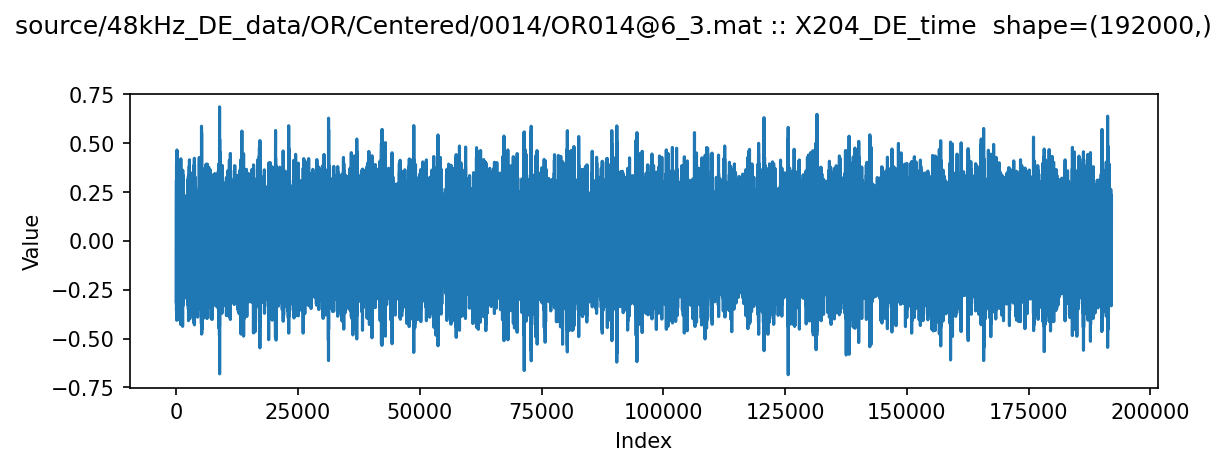 source/48kHz_DE_data/OR/Centered/0014/OR014@6_3.mat :: X204_DE_time  shape=(192000,)
0.75
0.50
0.25
0.00
−0.25
−0.50
−0.75
Value
0 25000 50000 75000 100000 125000 150000 175000 200000
Index